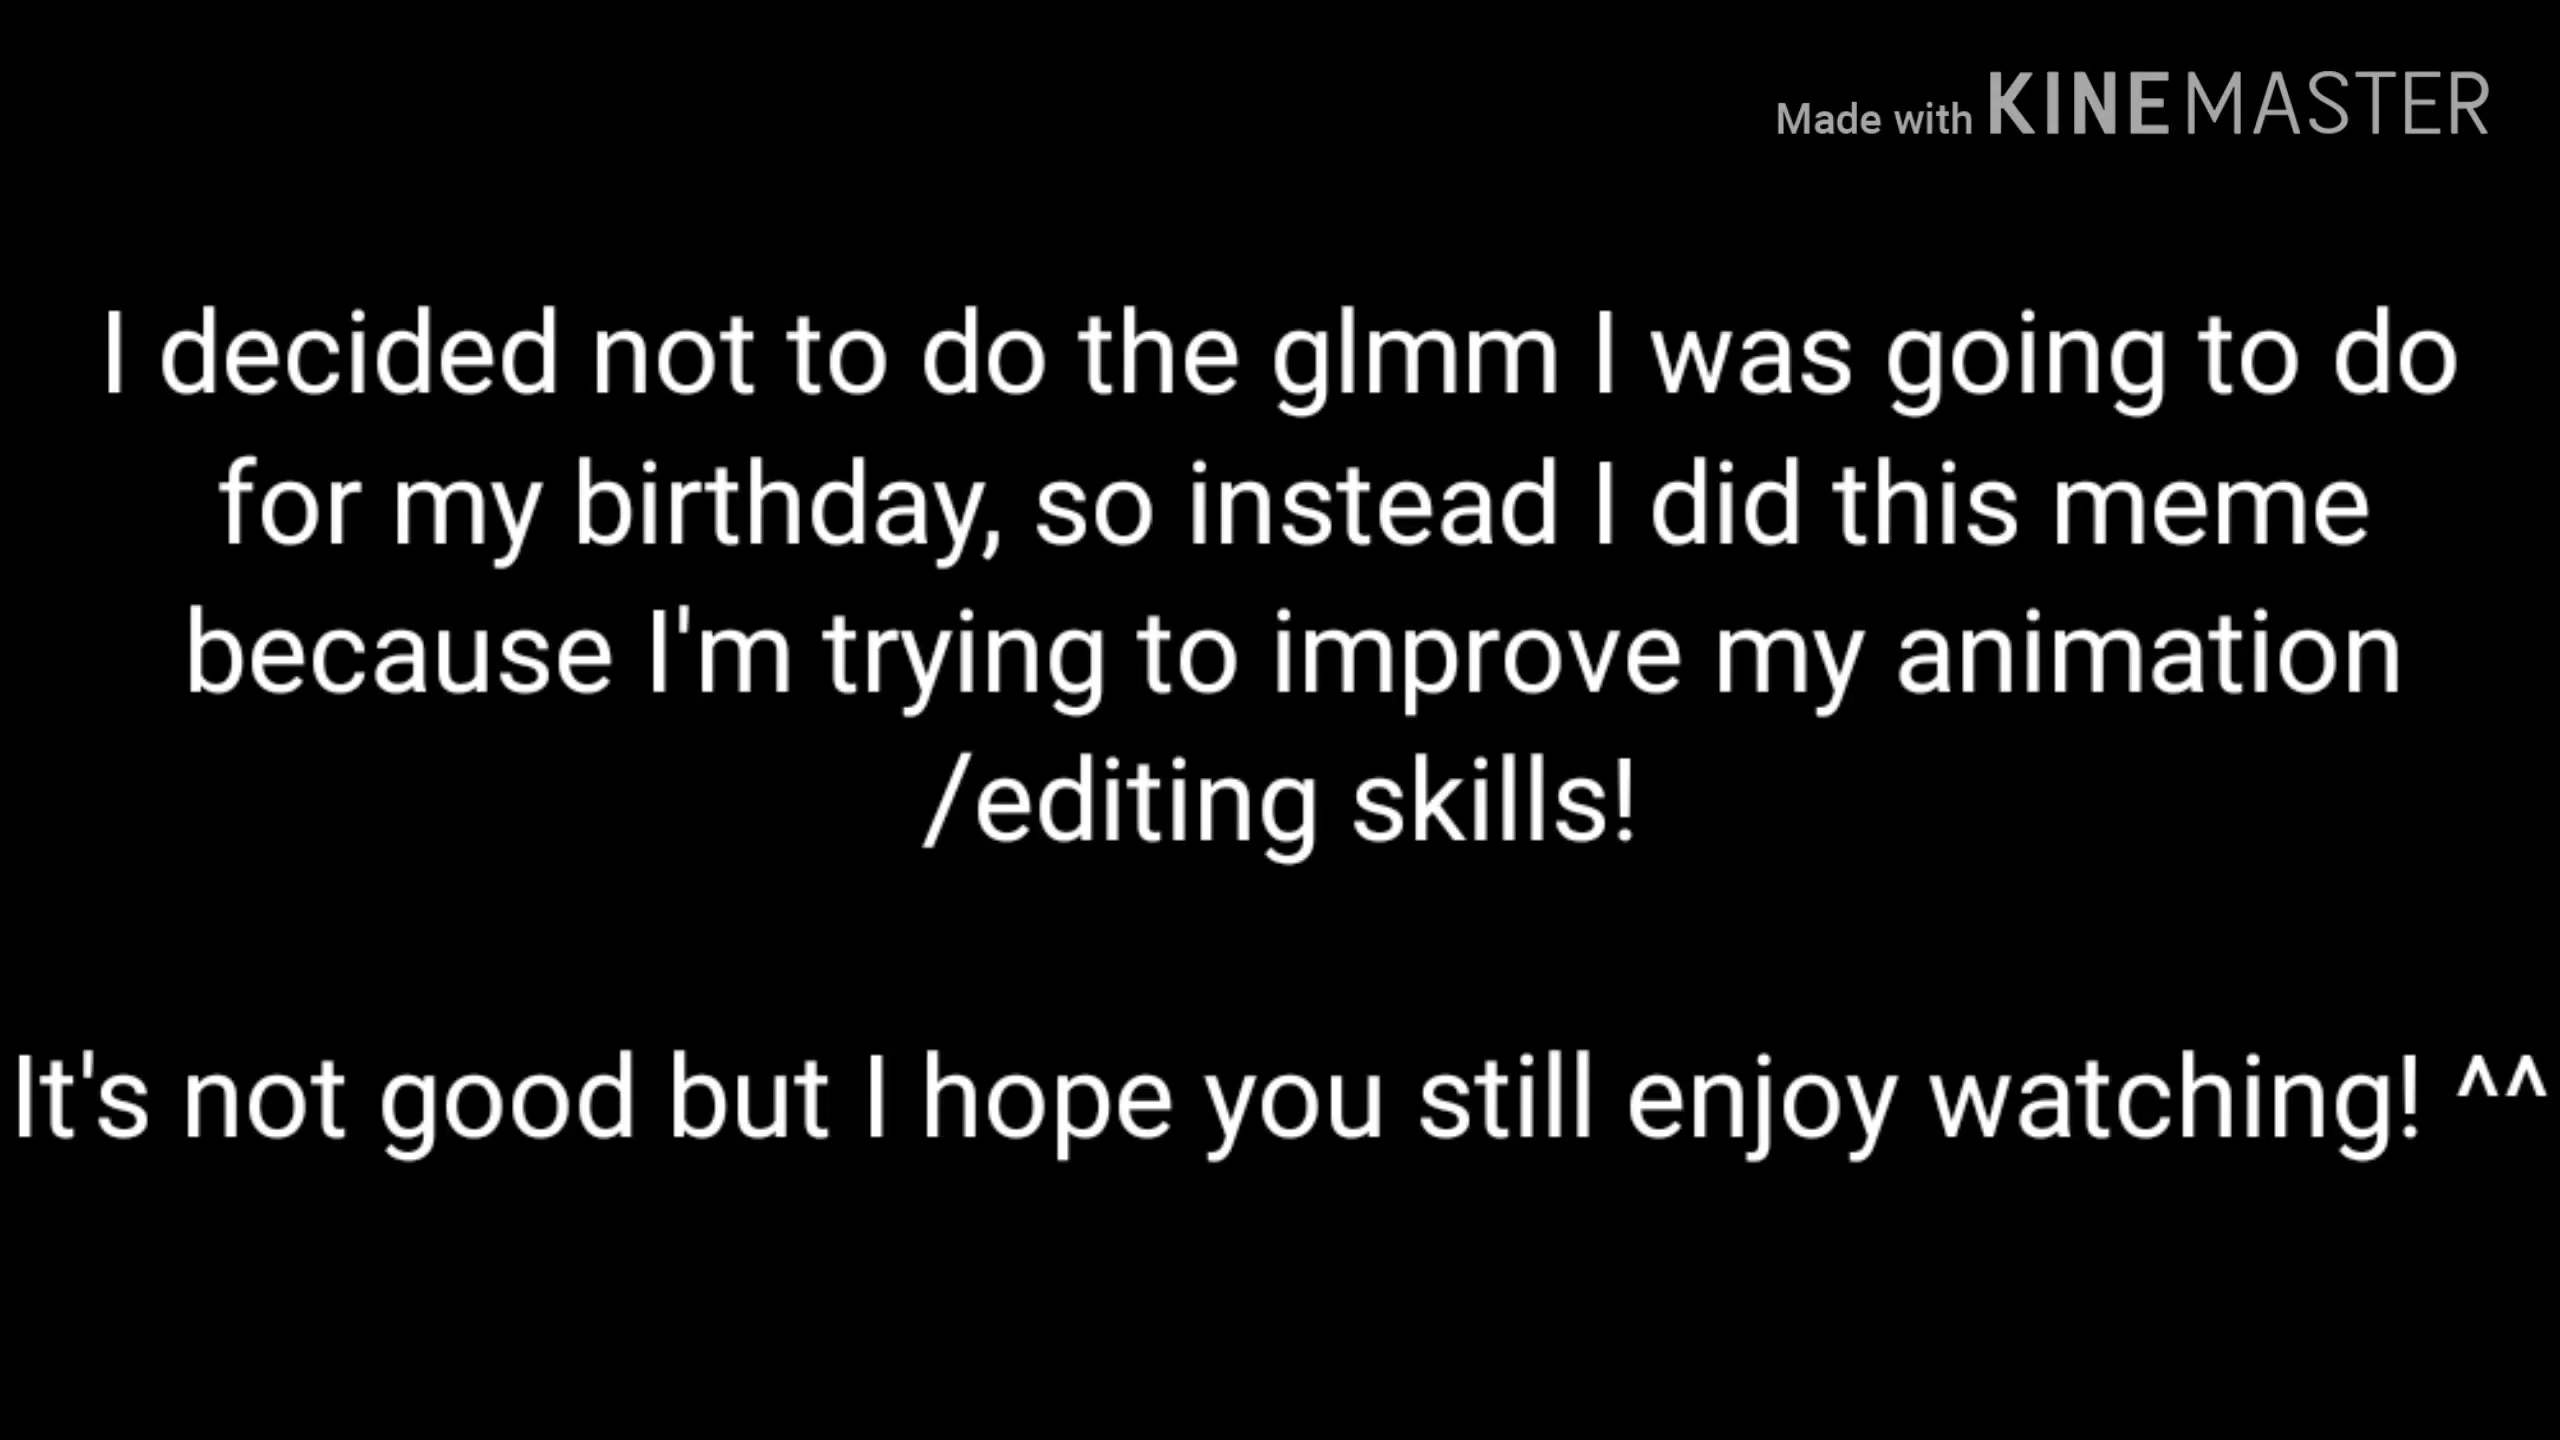 Made with KINEMASTER
I decided not to do the glmm I was going to do
for my birthday, so instead I did this meme
because I'm trying to improve my animation
/editing skills!
It's not good but I hope you still enjoy watching! ^^